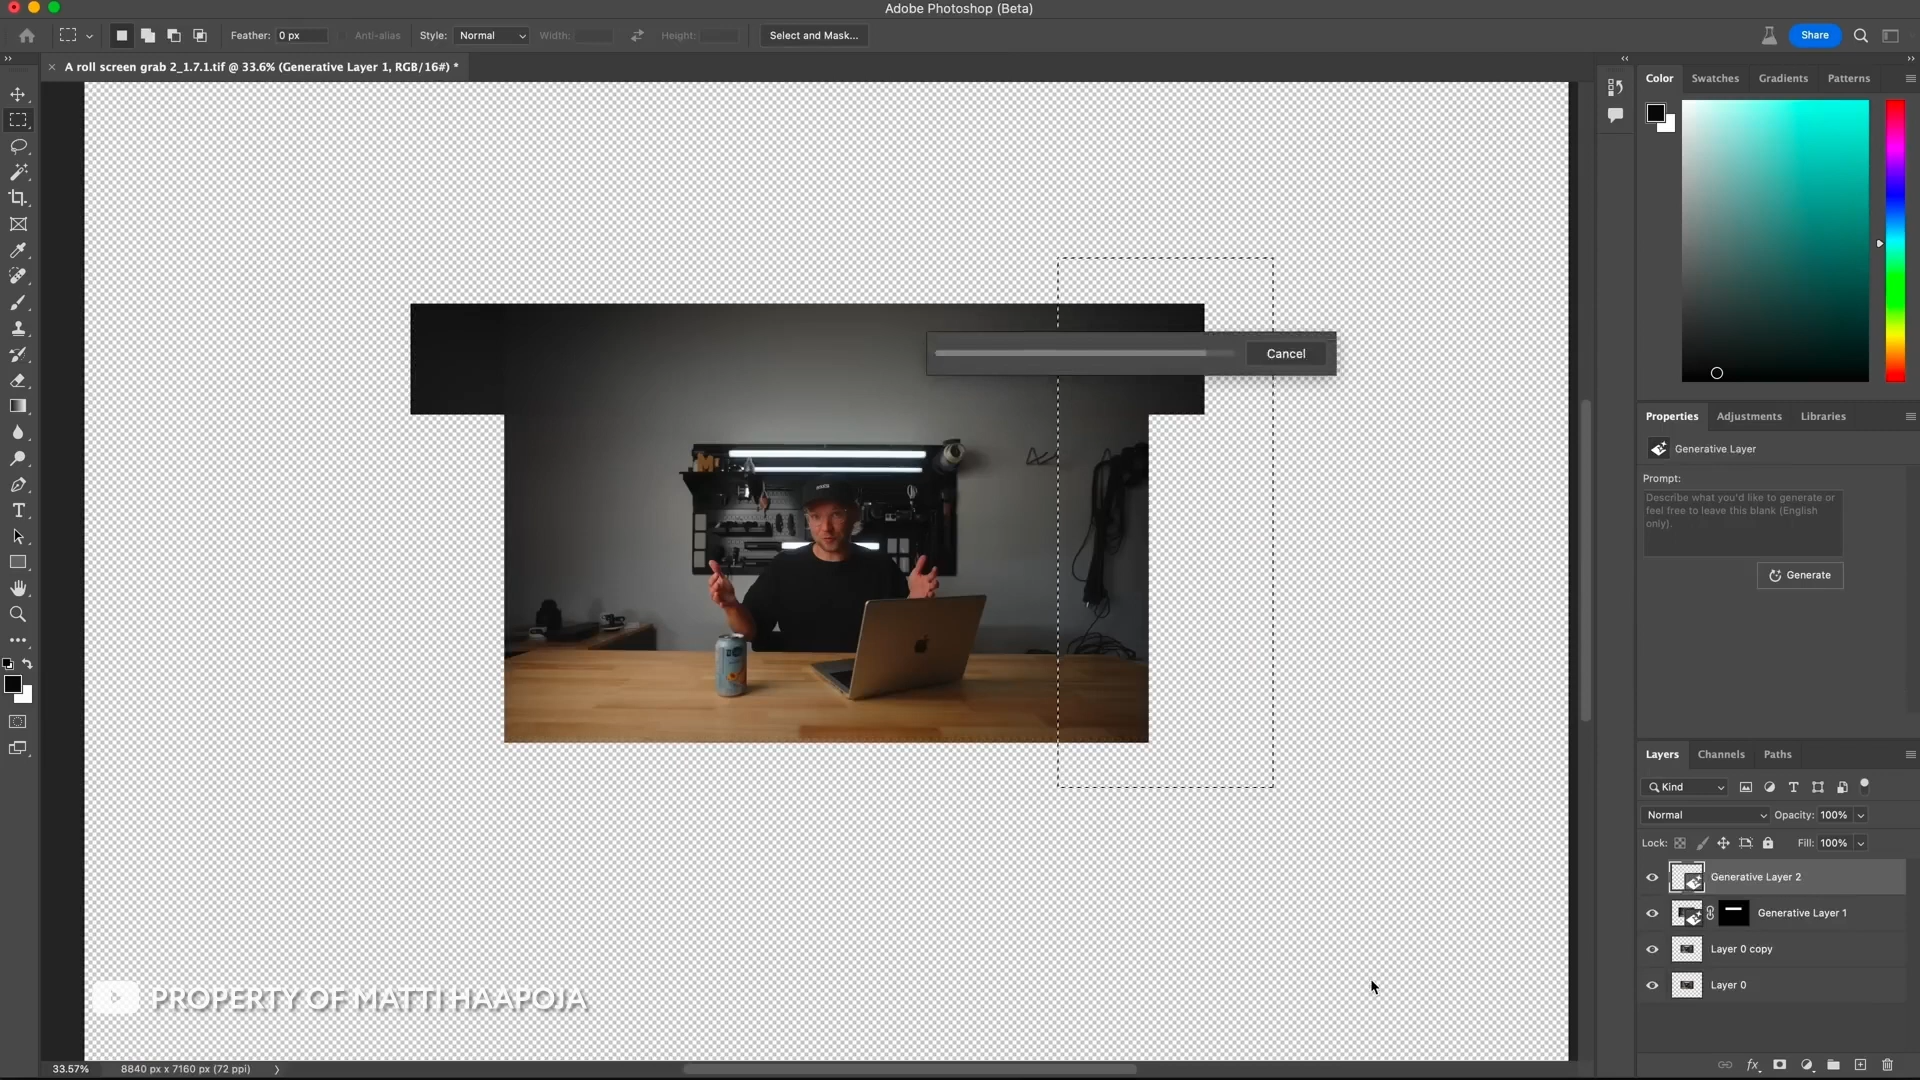 Adobe Photoshop (Beta)
Feather: 0 px
Anti-alias
Style: Normal
Width:
Height:
Select and Mask...
Share
A roll screen grab 2_1.7.1.tif @ 33.6% (Generative Layer 1, RGB/16#) *
Color Swatches Gradients Patterns
Cancel
Properties Adjustments Libraries
Generative Layer
Prompt:
Describe what you'd like to generate or
feel free to leave this blank (English
only).
Generate
Layers Channels Paths
Kind
Normal Opacity: 100%
Lock: Fill: 100%
Generative Layer 2
Generative Layer 1
Layer 0 copy
Layer 0
PROPERTY OF MATTI HAAPOJA
33.57% 8840 px x 7160 px (72 ppi)